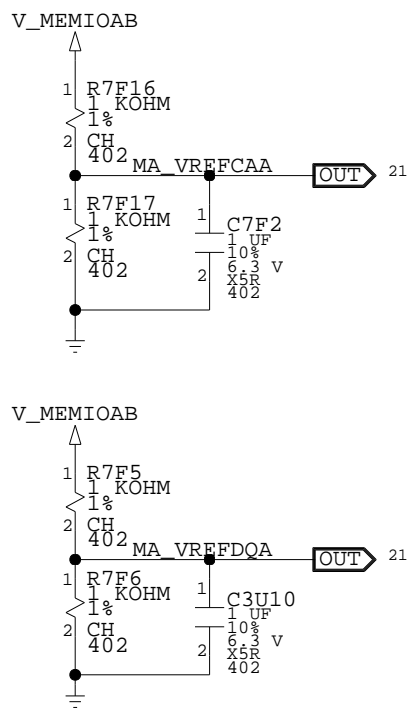 V_MEMIOAB
1 R7F16
1 KOHM
1%
2 CH
402
MA_VREFCAA
OUT 21
1 R7F17
1 KOHM
1%
2 CH
402
1 C7F2
1 UF
10%
6.3 V
2 X5R
402
V_MEMIOAB
1 R7F5
1 KOHM
1%
2 CH
402
MA_VREFDQA
OUT 21
1 R7F6
1 KOHM
1%
2 CH
402
1 C3U10
1 UF
10%
6.3 V
2 X5R
402